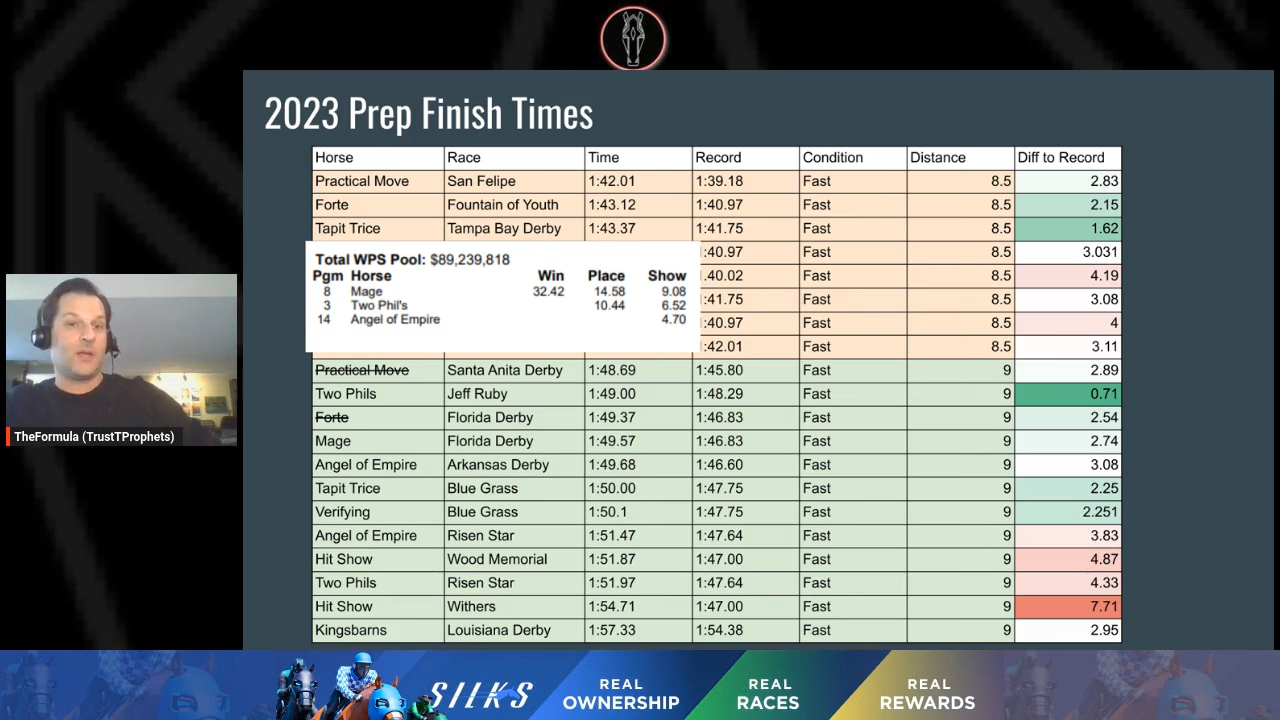 2023 Prep Finish Times
Horse Race Time Record Condition Distance Diff to Record
Practical Move San Felipe 1:42.01 1:39.18 Fast 8.5 2.83
Forte Fountain of Youth 1:43.12 1:40.97 Fast 8.5 2.15
Tapit Trice Tampa Bay Derby 1:43.37 1:41.75 Fast 8.5 1.62
:40.97 Fast 8.5 3.031
.40.02 Fast 8.5 4.19
:41.75 Fast 8.5 3.08
:40.97 Fast 8.5 4
:42.01 Fast 8.5 3.11
Total WPS Pool: $89,239,818
Pgm Horse Win Place Show
8 Mage 32.42 14.58 9.08
3 Two Phil's 10.44 6.52
14 Angel of Empire 4.70
Practical Move Santa Anita Derby 1:48.69 1:45.80 Fast 9 2.89
Two Phils Jeff Ruby 1:49.00 1:48.29 Fast 9 0.71
Forte Florida Derby 1:49.37 1:46.83 Fast 9 2.54
Mage Florida Derby 1:49.57 1:46.83 Fast 9 2.74
Angel of Empire Arkansas Derby 1:49.68 1:46.60 Fast 9 3.08
Tapit Trice Blue Grass 1:50.00 1:47.75 Fast 9 2.25
Verifying Blue Grass 1:50.1 1:47.75 Fast 9 2.251
Angel of Empire Risen Star 1:51.47 1:47.64 Fast 9 3.83
Hit Show Wood Memorial 1:51.87 1:47.00 Fast 9 4.87
Two Phils Risen Star 1:51.97 1:47.64 Fast 9 4.33
Hit Show Withers 1:54.71 1:47.00 Fast 9 7.71
Kingsbarns Louisiana Derby 1:57.33 1:54.38 Fast 9 2.95
TheFormula (TrustTProphets)
SILKS
REAL OWNERSHIP
REAL RACES
REAL REWARDS